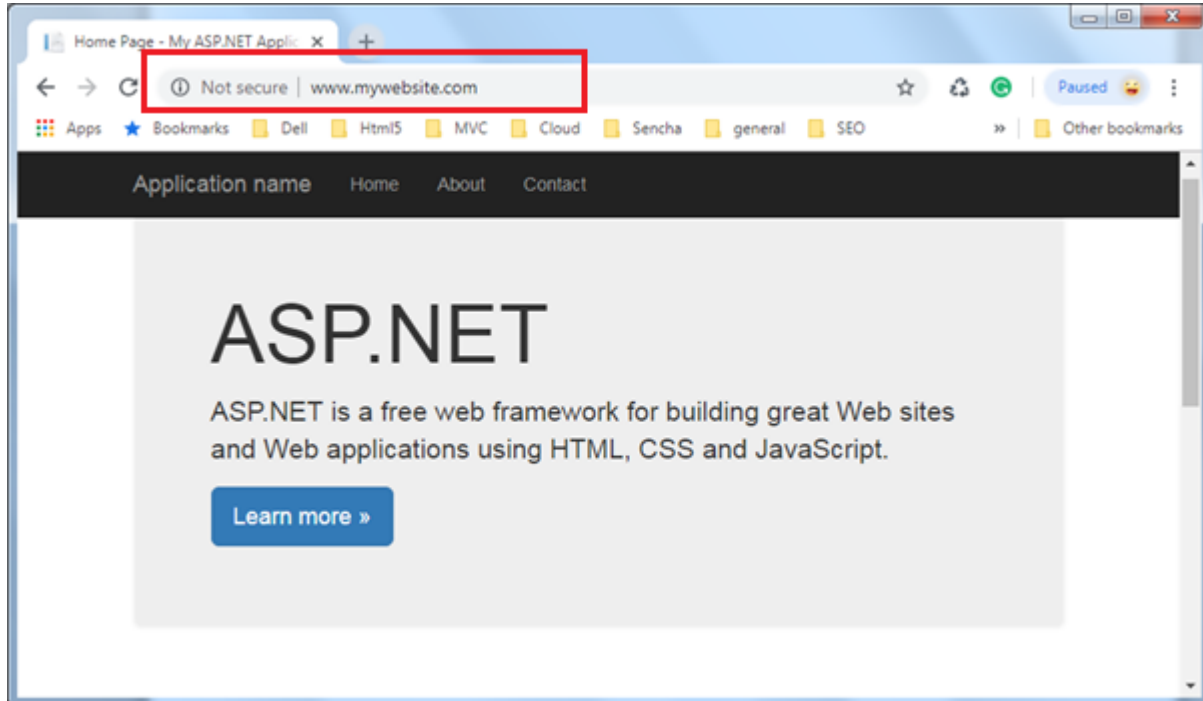 Home Page - My ASP.NET Applic
Not secure | www.mywebsite.com
Paused
Apps Bookmarks Dell Html5 MVC Cloud Sencha general SEO » Other bookmarks
Application name Home About Contact
ASP.NET
ASP.NET is a free web framework for building great Web sites
and Web applications using HTML, CSS and JavaScript.
Learn more »